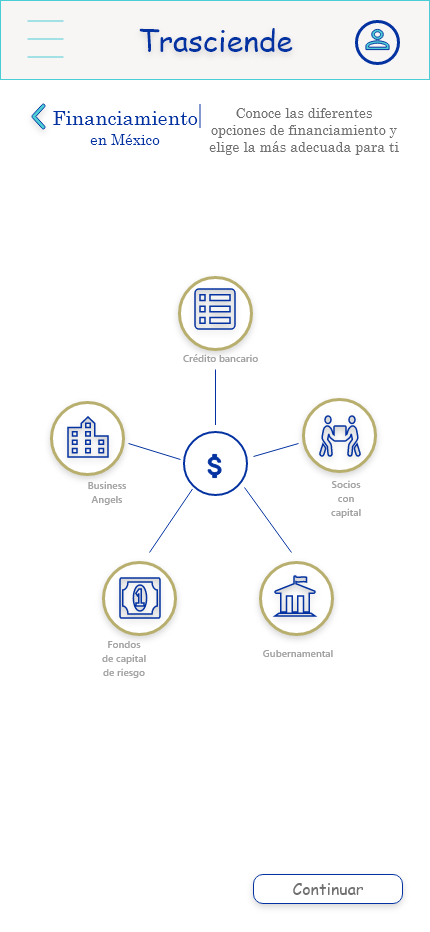 Trasciende
Financiamiento
en México
Conoce las diferentes
opciones de financiamiento y
elige la más adecuada para ti
Crédito bancario
Business
Angels
$
Socios
con
capital
1
Fondos
de capital
de riesgo
Gubernamental
Continuar